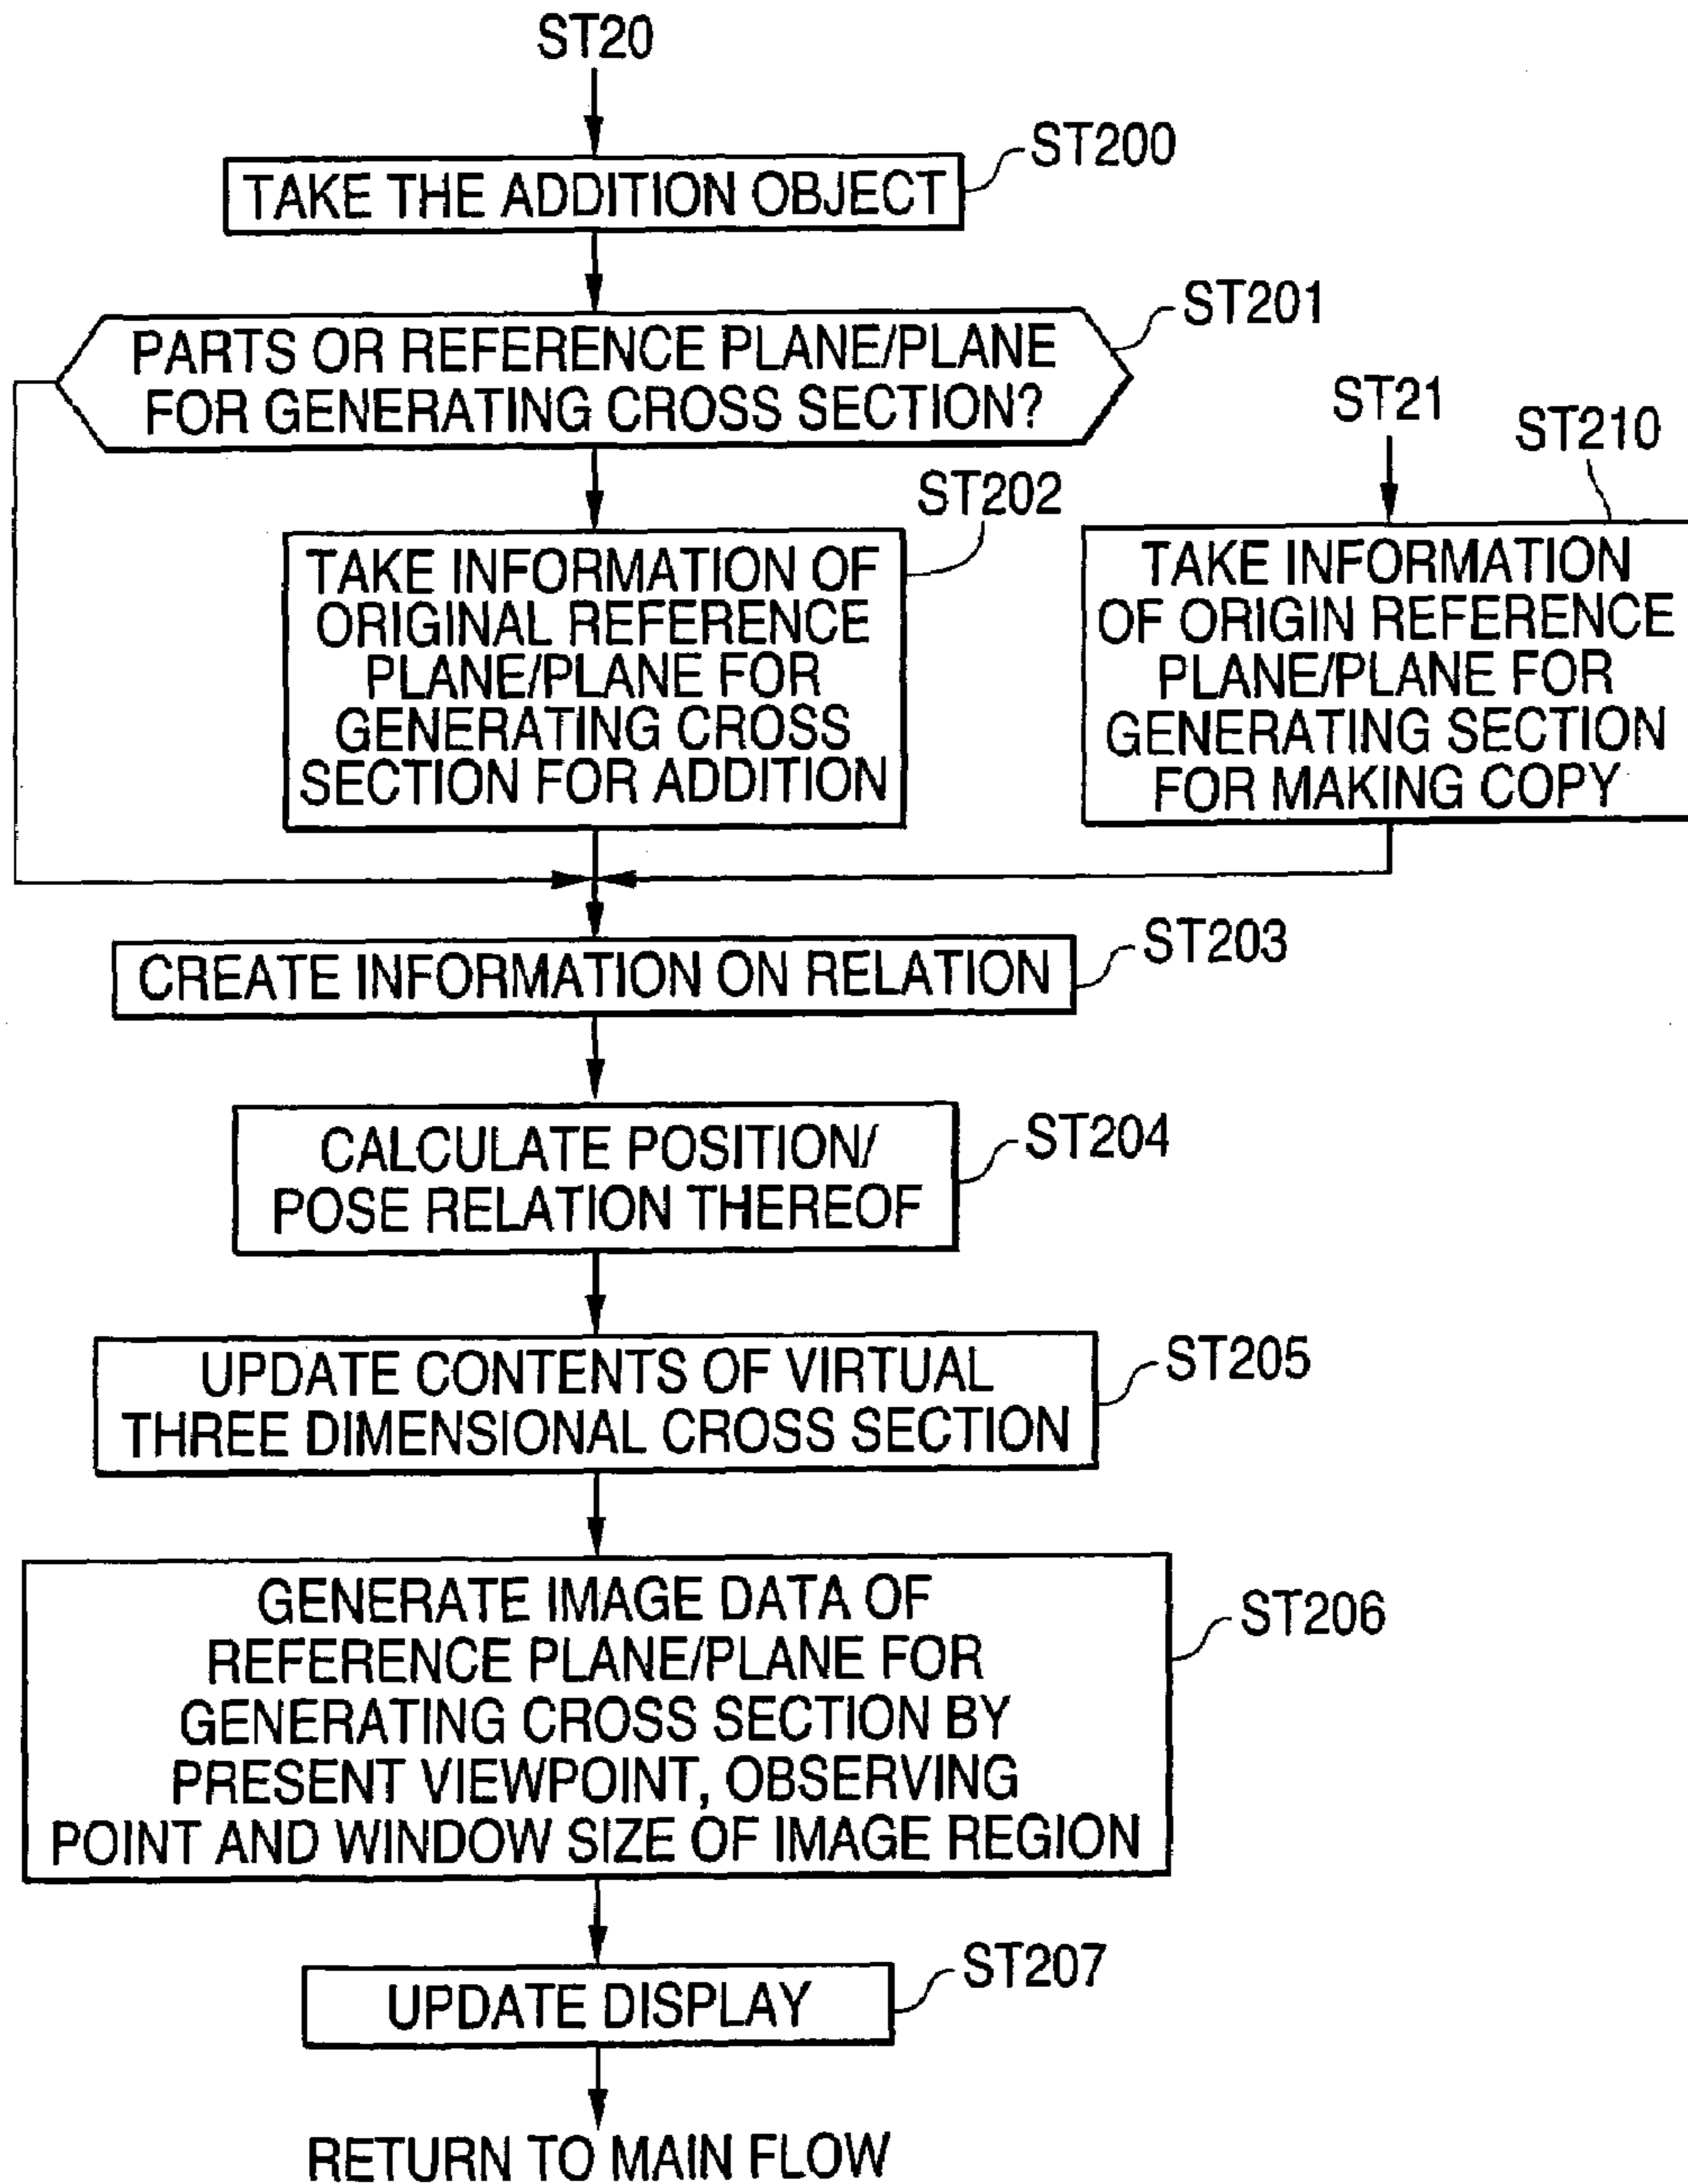 ST20
ST200
TAKE THE ADDITION OBJECT
ST201
PARTS OR REFERENCE PLANE/PLANE
FOR GENERATING CROSS SECTION?
ST21
ST210
ST202
TAKE INFORMATION OF
ORIGINAL REFERENCE
PLANE/PLANE FOR
GENERATING CROSS
SECTION FOR ADDITION
TAKE INFORMATION
OF ORIGIN REFERENCE
PLANE/PLANE FOR
GENERATING SECTION
FOR MAKING COPY
ST203
CREATE INFORMATION ON RELATION
ST204
CALCULATE POSITION/
POSE RELATION THEREOF
ST205
UPDATE CONTENTS OF VIRTUAL
THREE DIMENSIONAL CROSS SECTION
ST206
GENERATE IMAGE DATA OF
REFERENCE PLANE/PLANE FOR
GENERATING CROSS SECTION BY
PRESENT VIEWPOINT, OBSERVING
POINT AND WINDOW SIZE OF IMAGE REGION
ST207
UPDATE DISPLAY
RETURN TO MAIN FLOW